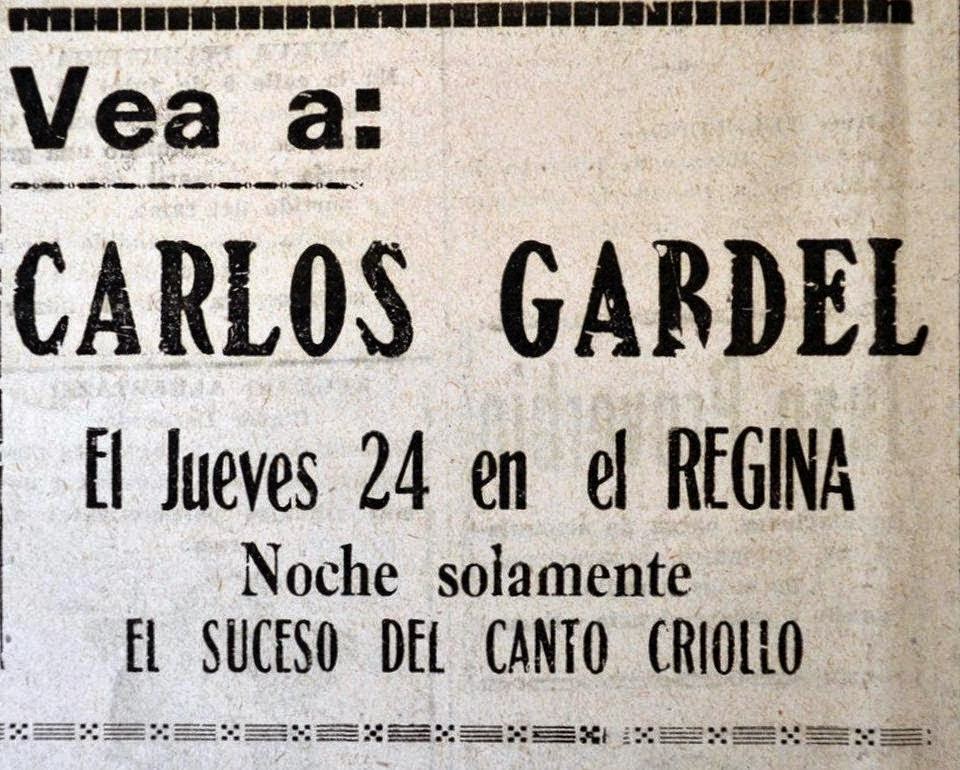 Vea a:
CARLOS GARDEL
El Jueves 24 en el REGINA
Noche solamente
EL SUCESO DEL CANTO CRIOLLO